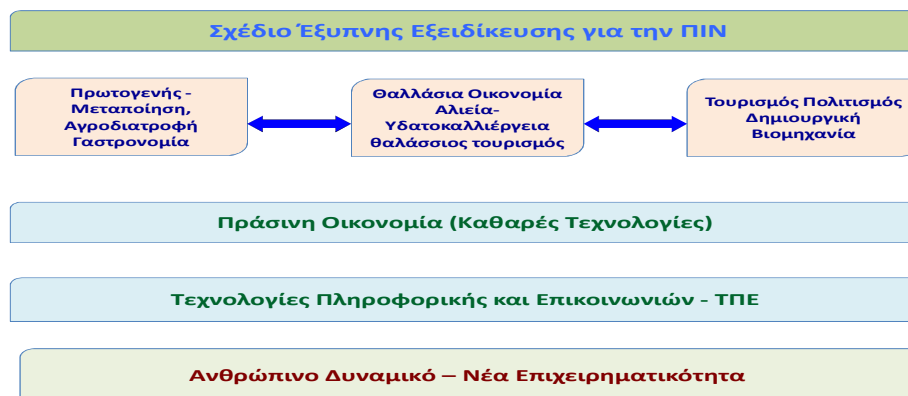 Σχέδιο Έξυπνης Εξειδίκευσης για την ΠΙΝ
Πρωτογενής -
Μεταποίηση,
Αγροδιατροφή
Γαστρονομία
Θαλλάσια Οικονομία
Αλιεία-
Υδατοκαλλιέργεια
θαλάσσιος τουρισμός
Τουρισμός Πολιτισμός
Δημιουργική
Βιομηχανία
Πράσινη Οικονομία (Καθαρές Τεχνολογίες)
Τεχνολογίες Πληροφορικής και Επικοινωνιών - ΤΠΕ
Ανθρώπινο Δυναμικό – Νέα Επιχειρηματικότητα